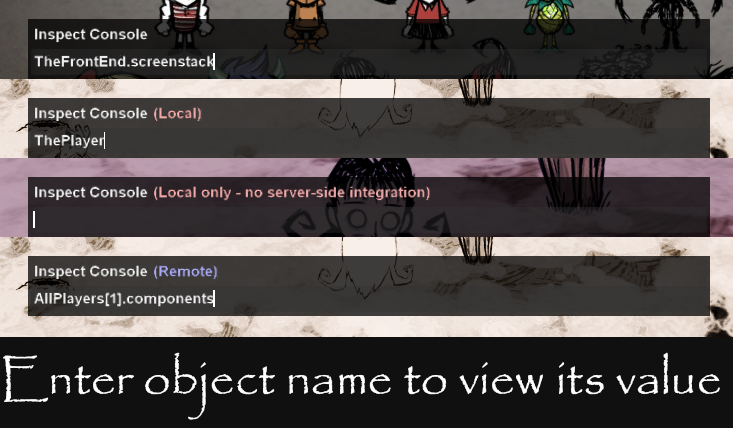 Inspect Console
TheFrontEnd.screenstack
Inspect Console (Local)
ThePlayer
Inspect Console (Local only - no server-side integration)
Inspect Console (Remote)
AllPlayers[1].components
Enter object name to view its value